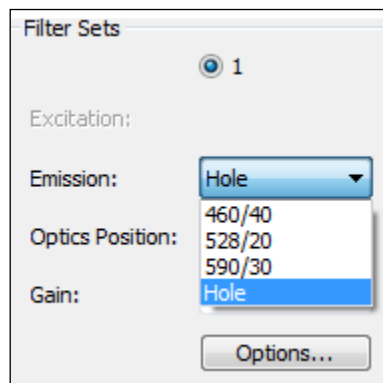 Filter Sets
1
Excitation:
Emission: Hole
460/40
Optics Position: 528/20
590/30
Gain: Hole
Options...